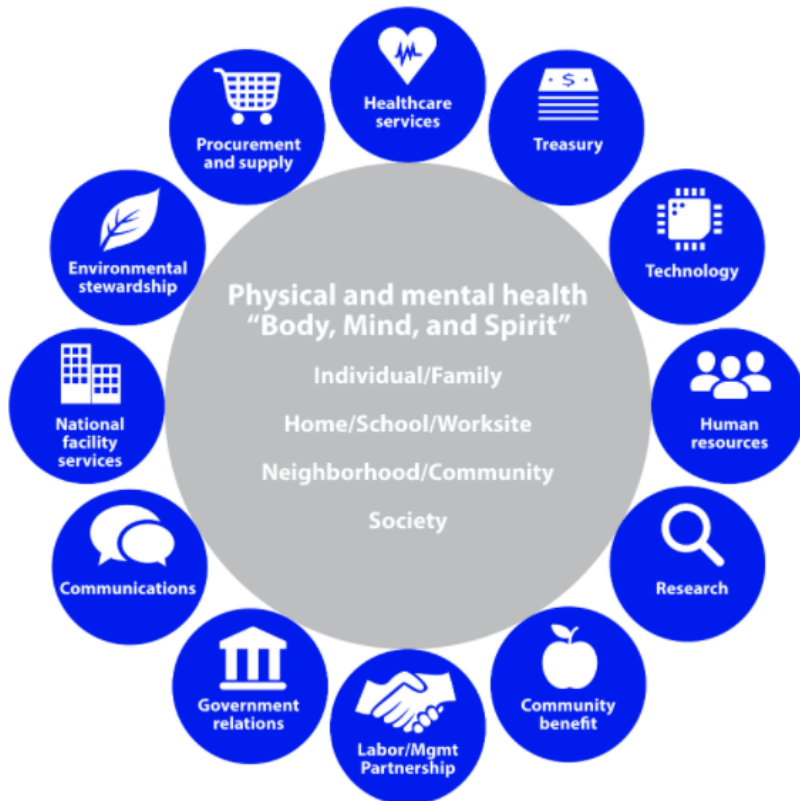 Healthcare
services
Treasury
Technology
Human
resources
Research
Community
benefit
Labor/Mgmt
Partnership
Government
relations
Communications
National
facility
services
Environmental
stewardship
Procurement
and supply
Physical and mental health
“Body, Mind, and Spirit”
Individual/Family
Home/School/Worksite
Neighborhood/Community
Society
$